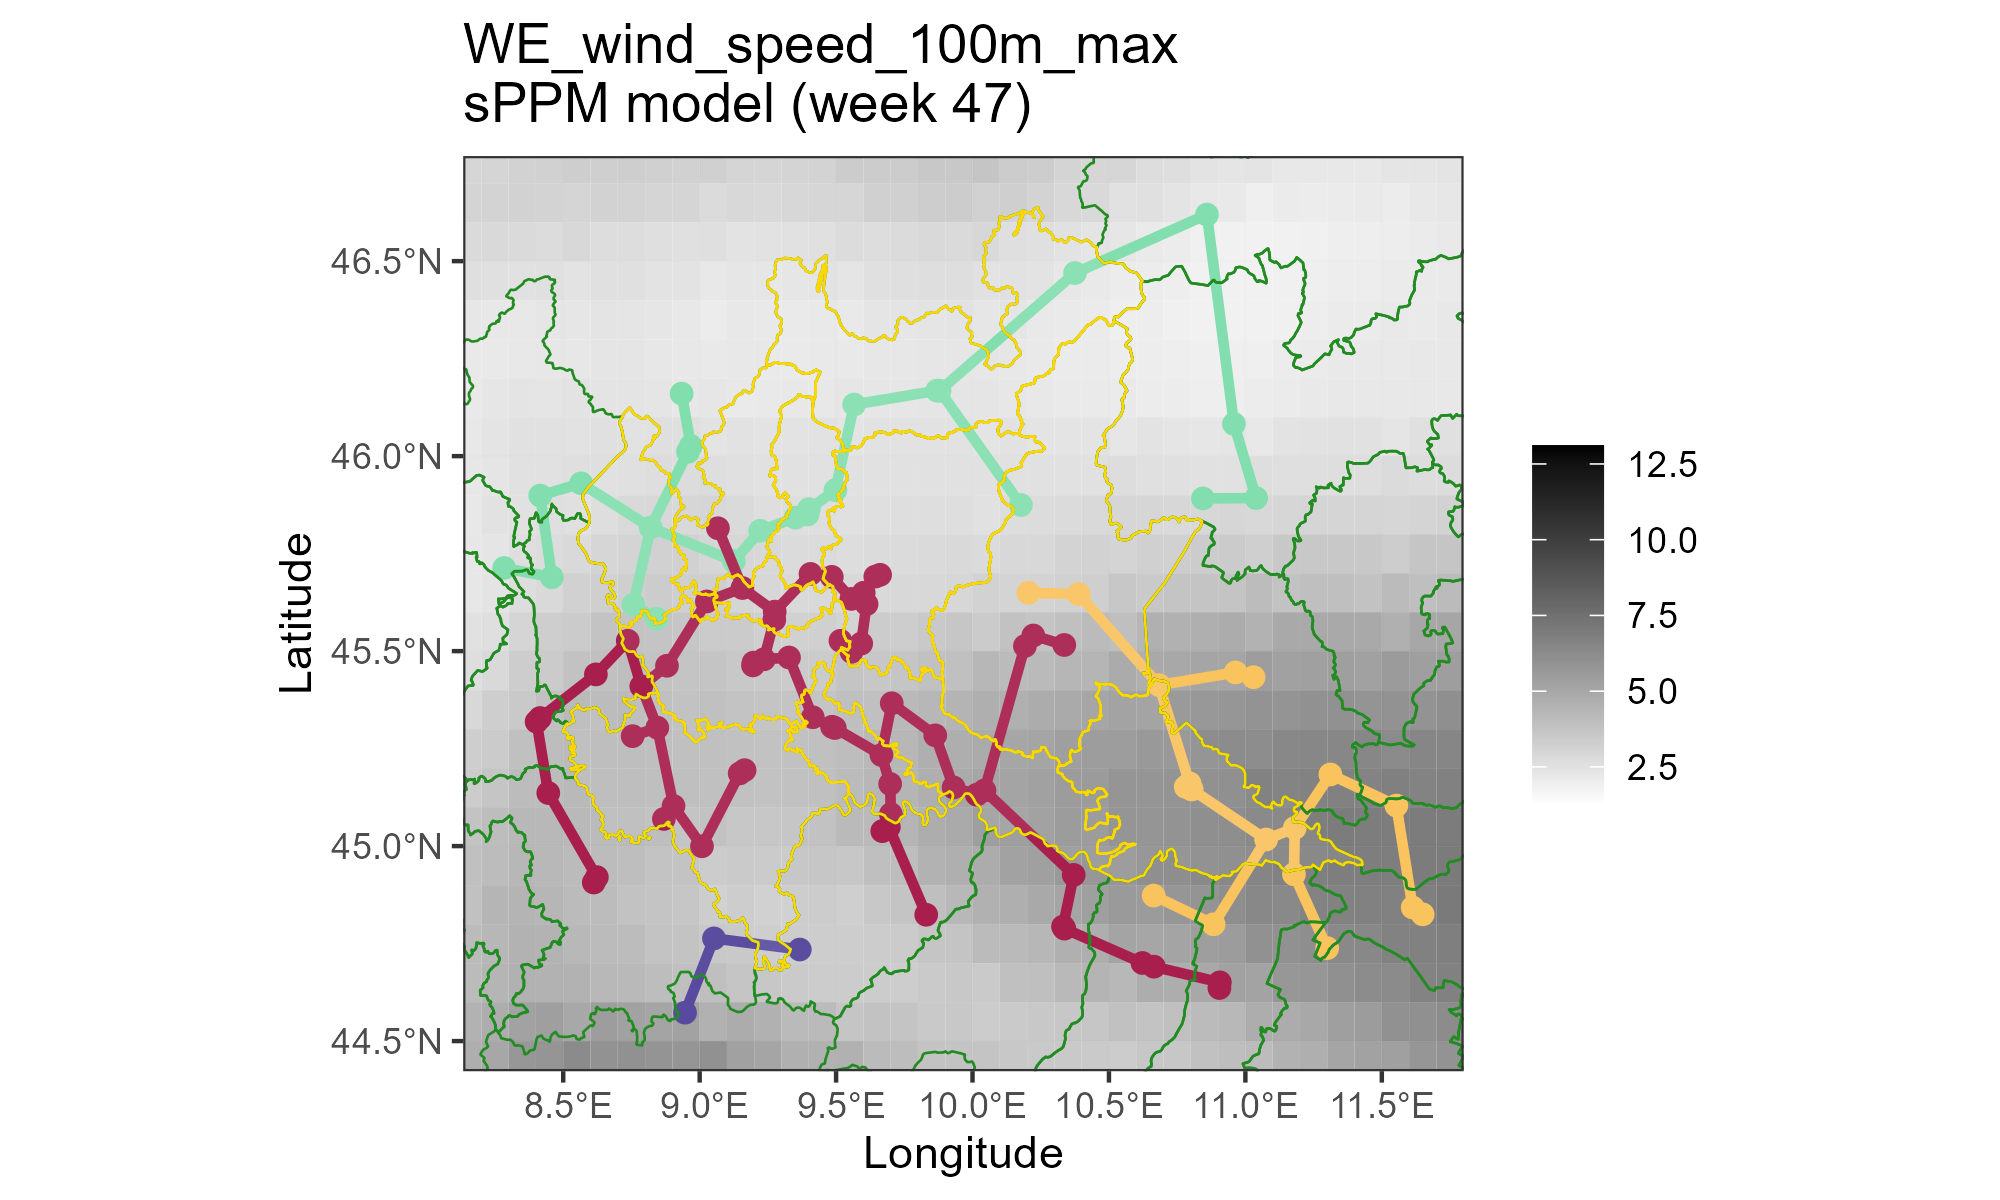 WE_wind_speed_100m_max
sPPM model (week 47)
46.5°N
46.0°N
45.5°N
45.0°N
44.5°N
Latitude
8.5°E
9.0°E
9.5°E
10.0°E
10.5°E
11.0°E
11.5°E
Longitude
12.5
10.0
7.5
5.0
2.5